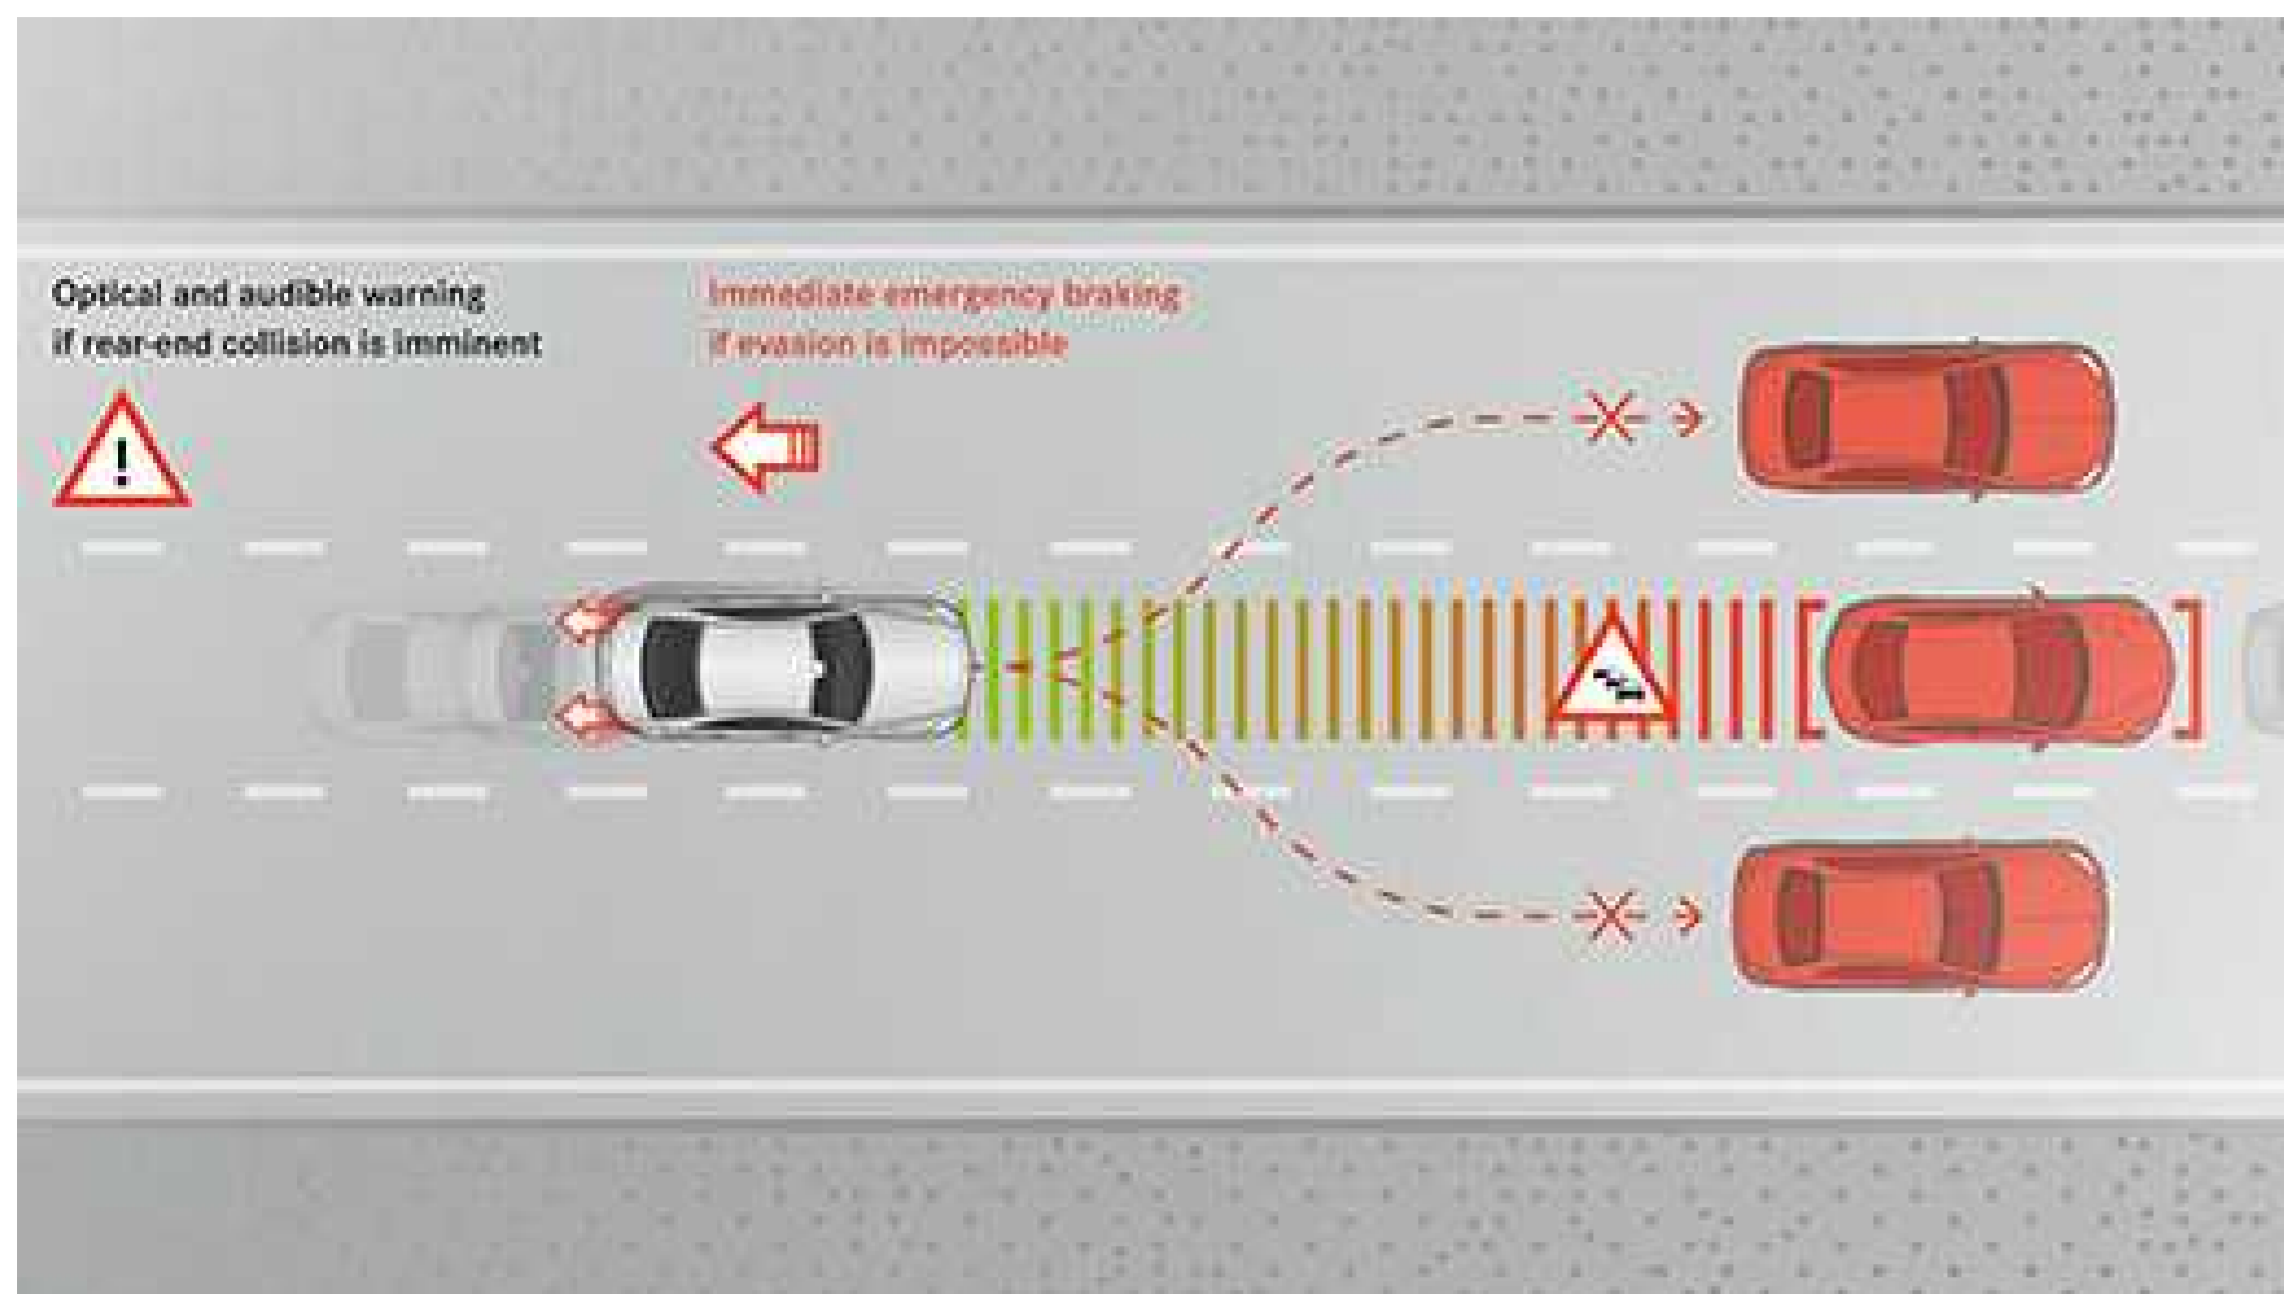 Optical and audible warning
if rear-end collision is imminent
Immediate emergency braking
if evasion is impossible
!